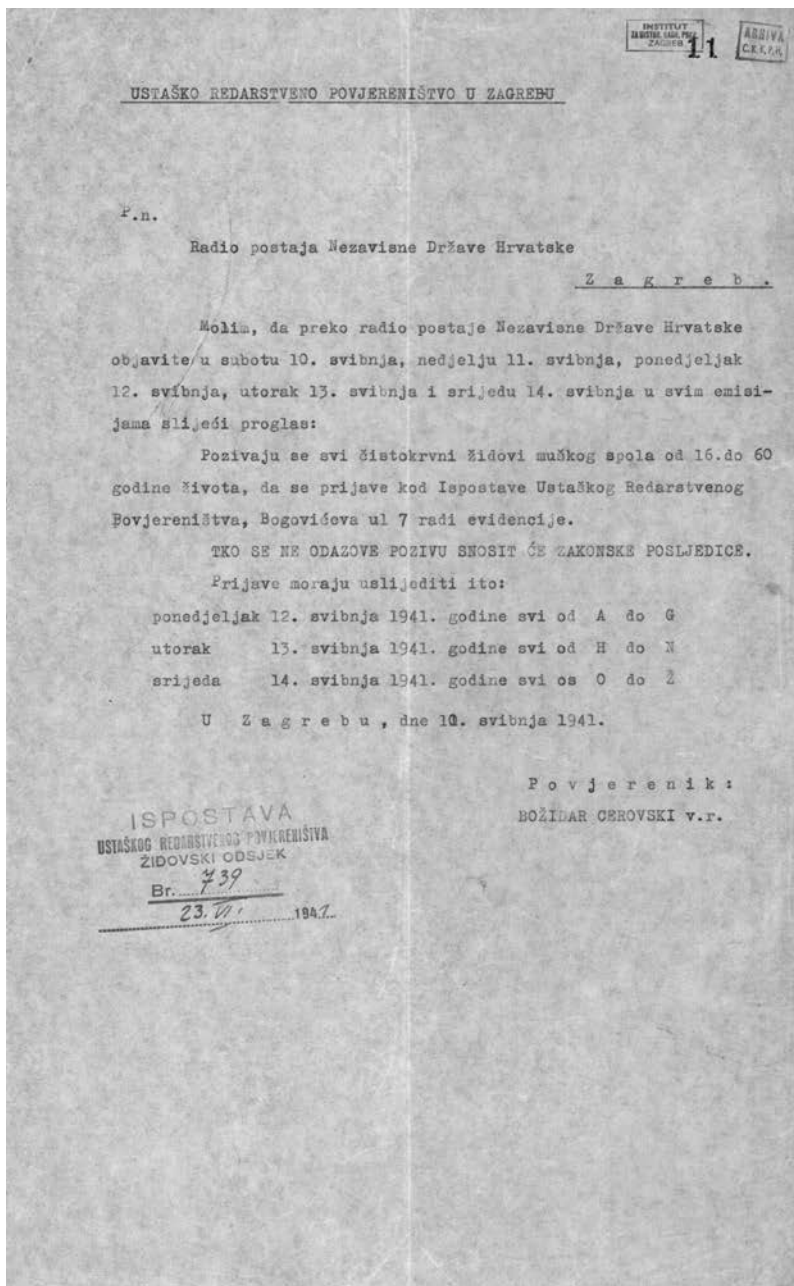 INSTITUT
ZAGREB
11
ARHIVA
C.K.K.P.H.
USTAŠKO REDARSTVENO POVJERENIŠTVO U ZAGREBU
P.n.
Radio postaja Nezavisne Države Hrvatske
Z a g r e b .
Molim, da preko radio postaje Nezavisne Države Hrvatske
objavite u subotu 10. svibnja, nedjelju 11. svibnja, ponedjeljak
12. svibnja, utorak 13. svibnja i srijedu 14. svibnja u svim emisi-
jama slijeći proglas:
Pozivaju se svi čistokrvni židovi muškog spola od 16.do 60
godine života, da se prijave kod Ispostave Ustaškog Redarstvenog
Povjereništva, Bogovićeva ul 7 radi evidencije.
TKO SE NE ODAZOVE POZIVU SNOSIT ĆE ZAKONSKE POSLJEDICE.
Prijave moraju uslijediti ito:
ponedjeljak 12. svibnja 1941. godine svi od A do G
utorak 13. svibnja 1941. godine svi od H do N
srijeda 14. svibnja 1941. godine svi os O do Ž
U Z a g r e b u , dne 10. svibnja 1941.
P o v j e r e n i k :
BOŽIDAR CEROVSKI v.r.
ISPOSTAVA
USTAŠKOG REDARSTVENOG POVJERENIŠTVA
ŽIDOVSKI ODSJEK
Br. 739
23. VI. 1941.